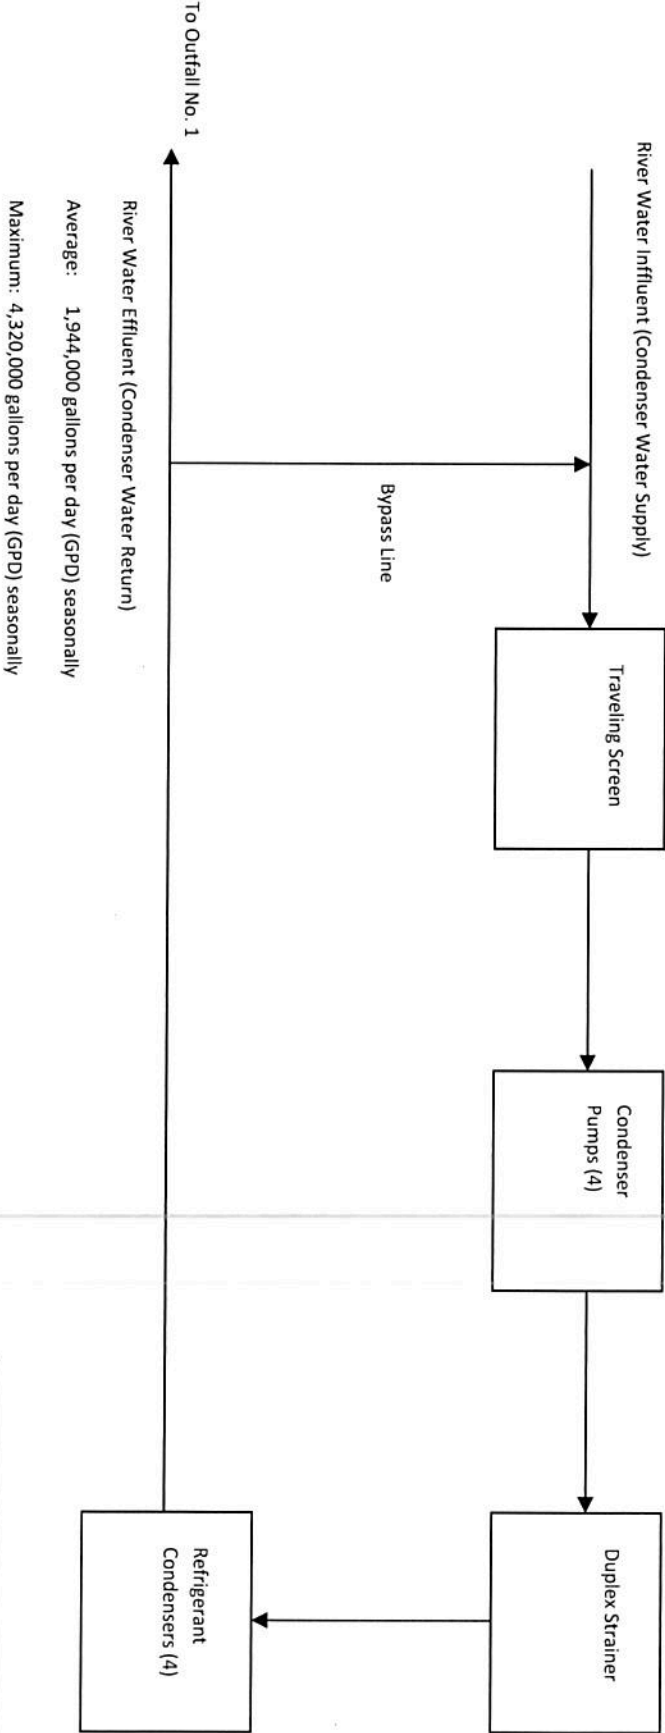 River Water Inffluent (Condenser Water Supply)
Traveling Screen
Condenser
Pumps (4)
Duplex Strainer
Bypass Line
Refrigerant
Condensers (4)
To Outfall No. 1
River Water Effluent (Condenser Water Return)
Average: 1,944,000 gallons per day (GPD) seasonally
Maximum: 4,320,000 gallons per day (GPD) seasonally